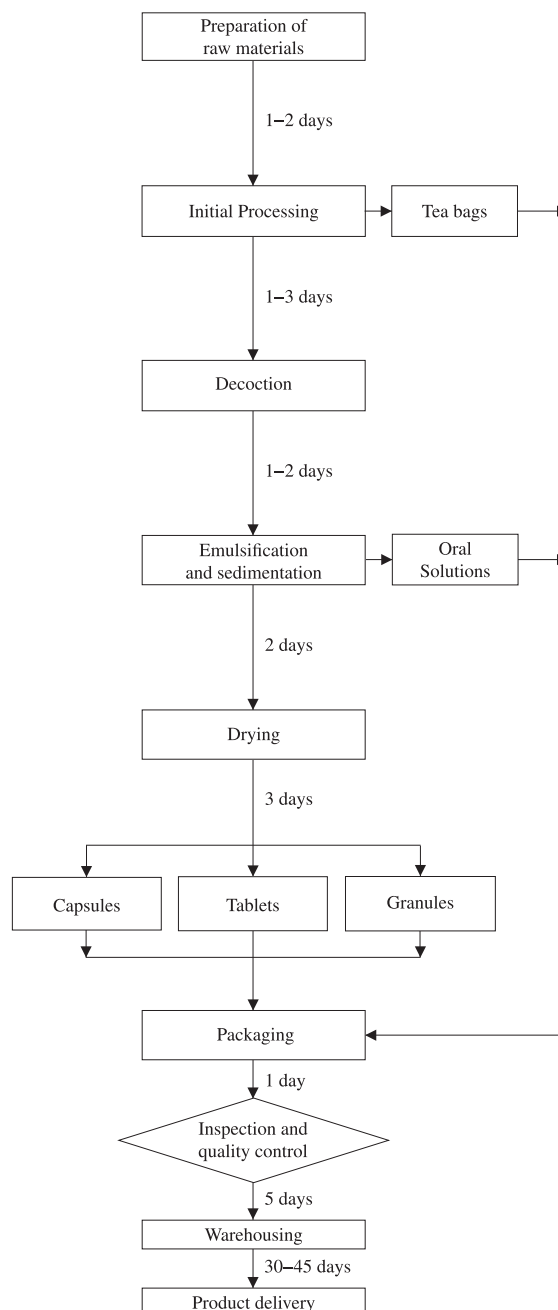 Preparation of
raw materials
1–2 days
Initial Processing
Tea bags
1–3 days
Decoction
1–2 days
Emulsification
and sedimentation
Oral
Solutions
2 days
Drying
3 days
Capsules
Tablets
Granules
Packaging
1 day
Inspection and
quality control
5 days
Warehousing
30–45 days
Product delivery